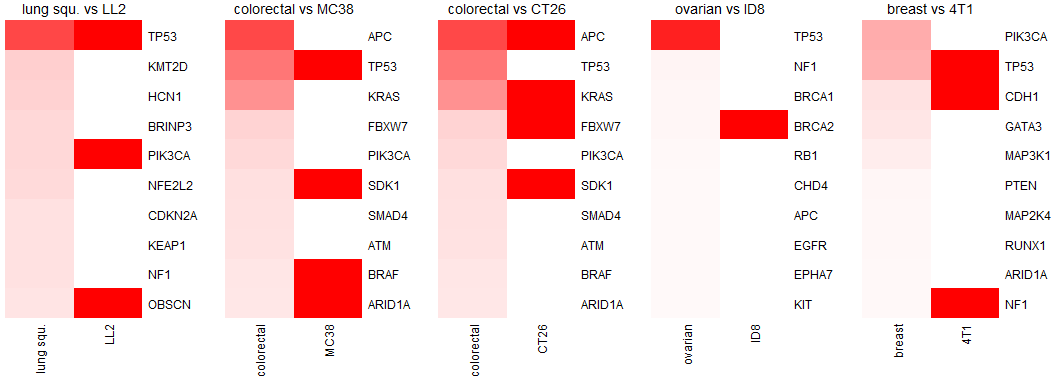 lung squ. vs LL2
TP53
KMT2D
HCN1
BRINP3
PIK3CA
NFE2L2
CDKN2A
KEAP1
NF1
OBSCN
lung squ.
LL2
colorectal vs MC38
APC
TP53
KRAS
FBXW7
PIK3CA
SDK1
SMAD4
ATM
BRAF
ARID1A
colorectal
MC38
colorectal vs CT26
APC
TP53
KRAS
FBXW7
PIK3CA
SDK1
SMAD4
ATM
BRAF
ARID1A
colorectal
CT26
ovarian vs ID8
TP53
NF1
BRCA1
BRCA2
RB1
CHD4
APC
EGFR
EPHA7
KIT
ovarian
ID8
breast vs 4T1
PIK3CA
TP53
CDH1
GATA3
MAP3K1
PTEN
MAP2K4
RUNX1
ARID1A
NF1
breast
4T1